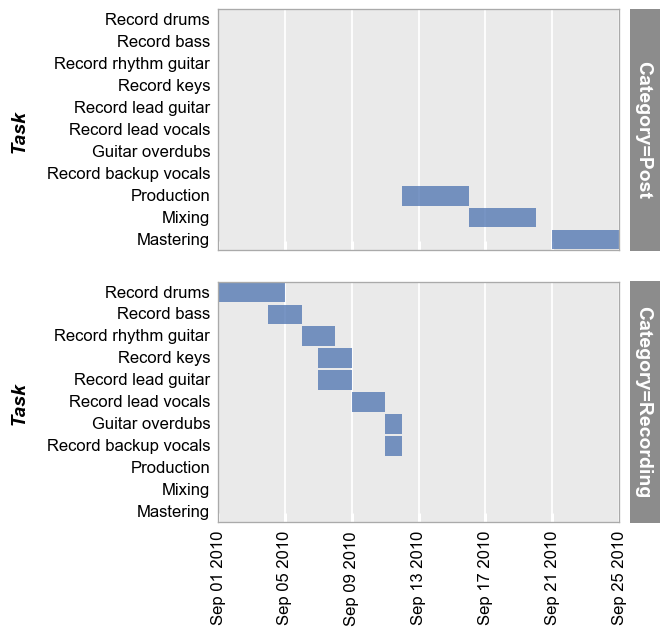 Task
Record drums
Record bass
Record rhythm guitar
Record keys
Record lead guitar
Record lead vocals
Guitar overdubs
Record backup vocals
Production
Mixing
Mastering
Category=Post
Task
Record drums
Record bass
Record rhythm guitar
Record keys
Record lead guitar
Record lead vocals
Guitar overdubs
Record backup vocals
Production
Mixing
Mastering
Category=Recording
Sep 01 2010
Sep 05 2010
Sep 09 2010
Sep 13 2010
Sep 17 2010
Sep 21 2010
Sep 25 2010